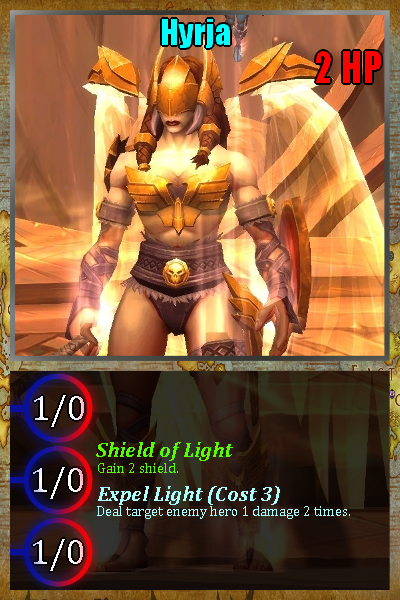 Hyrja
2 HP
1/0
Shield of Light
Gain 2 shield.
1/0
Expel Light (Cost 3)
Deal target enemy hero 1 damage 2 times.
1/0